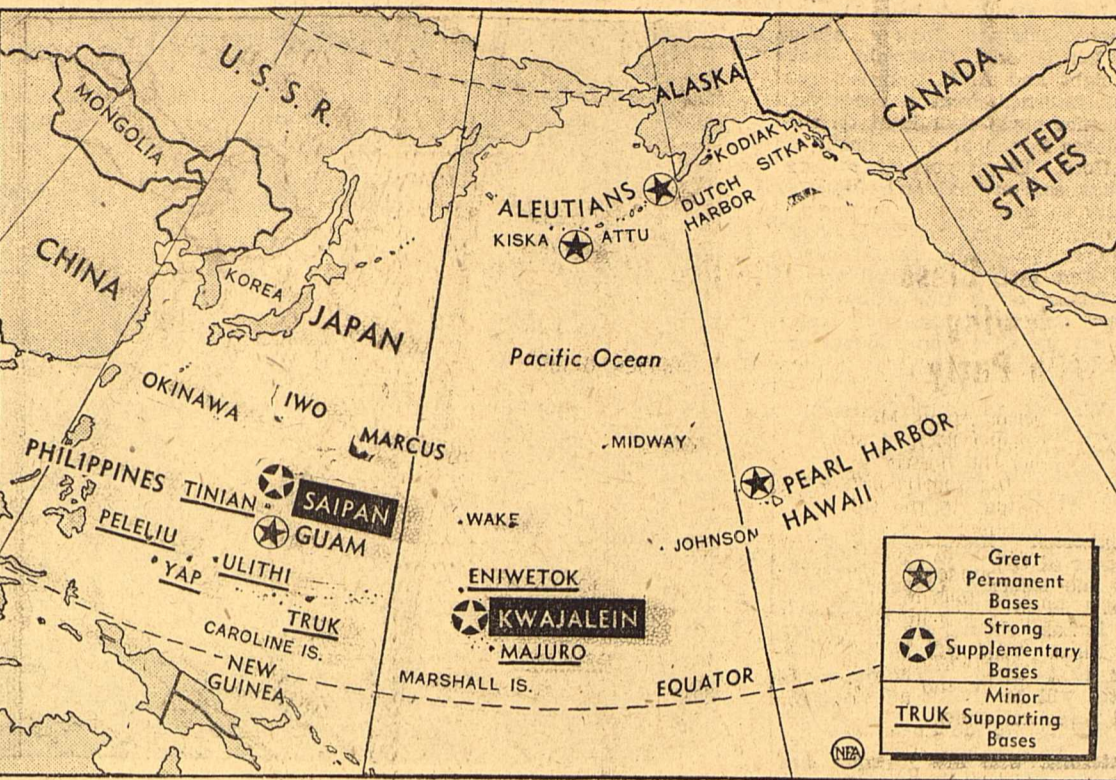 U. S. S. R.
MONGOLIA
ALASKA
CANADA
UNITED
STATES
KODIAK
SITKA
ALEUTIANS
DUTCH
HARBOR
KISKA
ATTU
CHINA
KOREA
JAPAN
Pacific Ocean
OKINAWA
IWO
MARCUS
MIDWAY
PHILIPPINES
TINIAN
SAIPAN
PEARL HARBOR
HAWAII
PELELIU
GUAM
WAKE
JOHNSON
YAP
ULITHI
ENIWETOK
TRUK
KWAJALEIN
CAROLINE IS.
MAJURO
NEW
GUINEA
MARSHALL IS.
EQUATOR
Great
Permanent
Bases
Strong
Supplementary
Bases
TRUK
Minor
Supporting
Bases
NEA